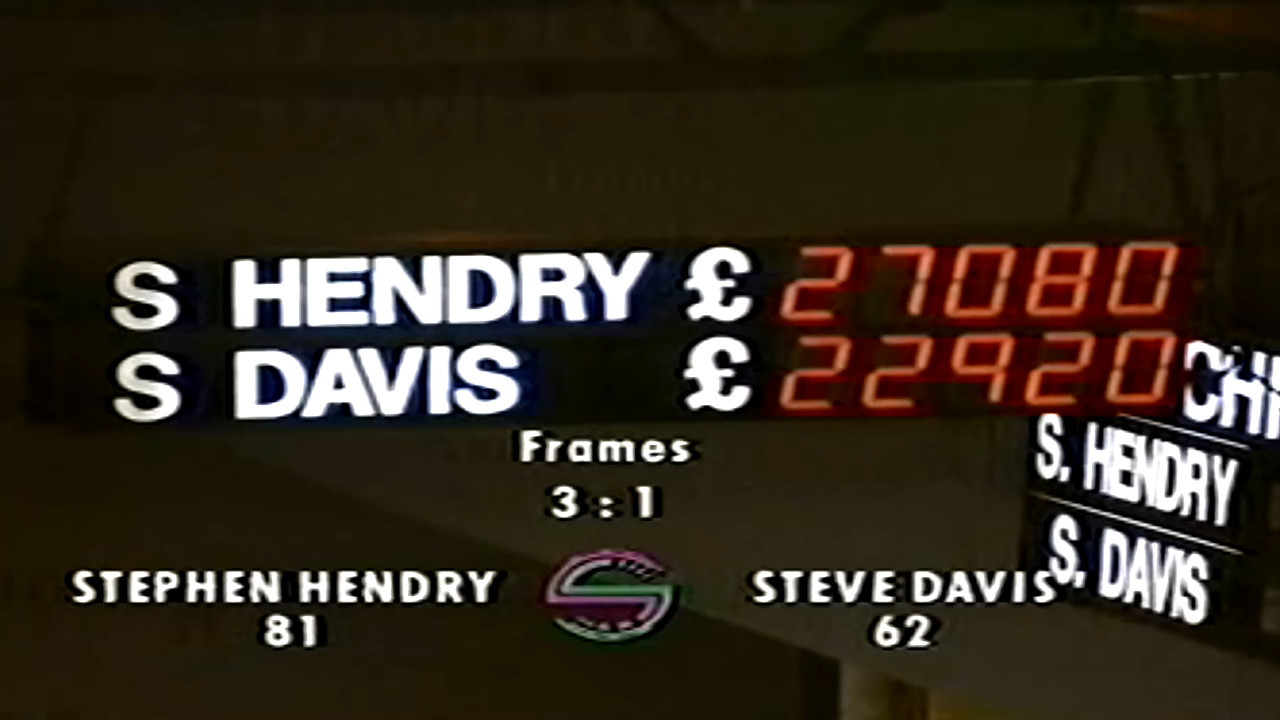 S HENDRY £ 27080
S DAVIS £ 22920
Frames
3 : 1
STEPHEN HENDRY
81
STEVE DAVIS
62
S. HENDRY
S. DAVIS